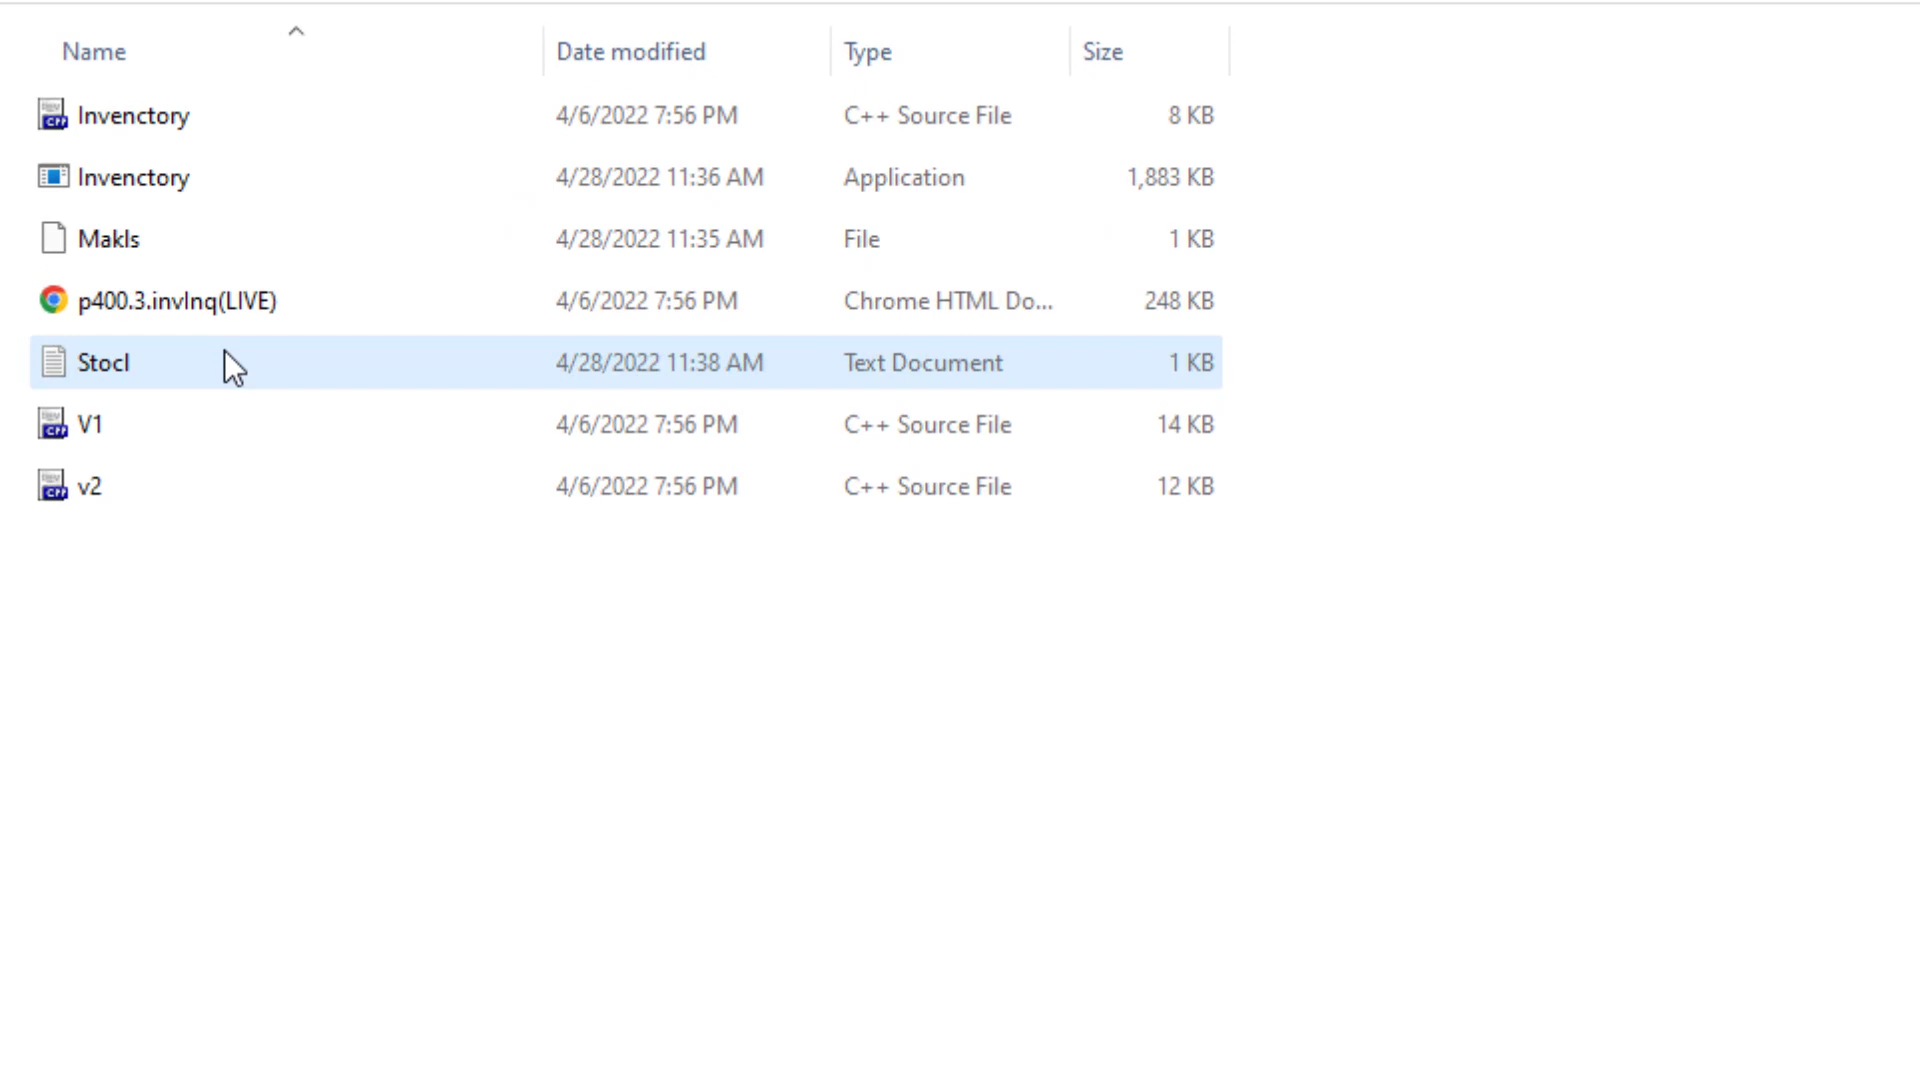 Name Date modified Type Size
Invenctory 4/6/2022 7:56 PM C++ Source File 8 KB
Invenctory 4/28/2022 11:36 AM Application 1,883 KB
Makls 4/28/2022 11:35 AM File 1 KB
p400.3.invInq(LIVE) 4/6/2022 7:56 PM Chrome HTML Do... 248 KB
Stocl 4/28/2022 11:38 AM Text Document 1 KB
V1 4/6/2022 7:56 PM C++ Source File 14 KB
v2 4/6/2022 7:56 PM C++ Source File 12 KB